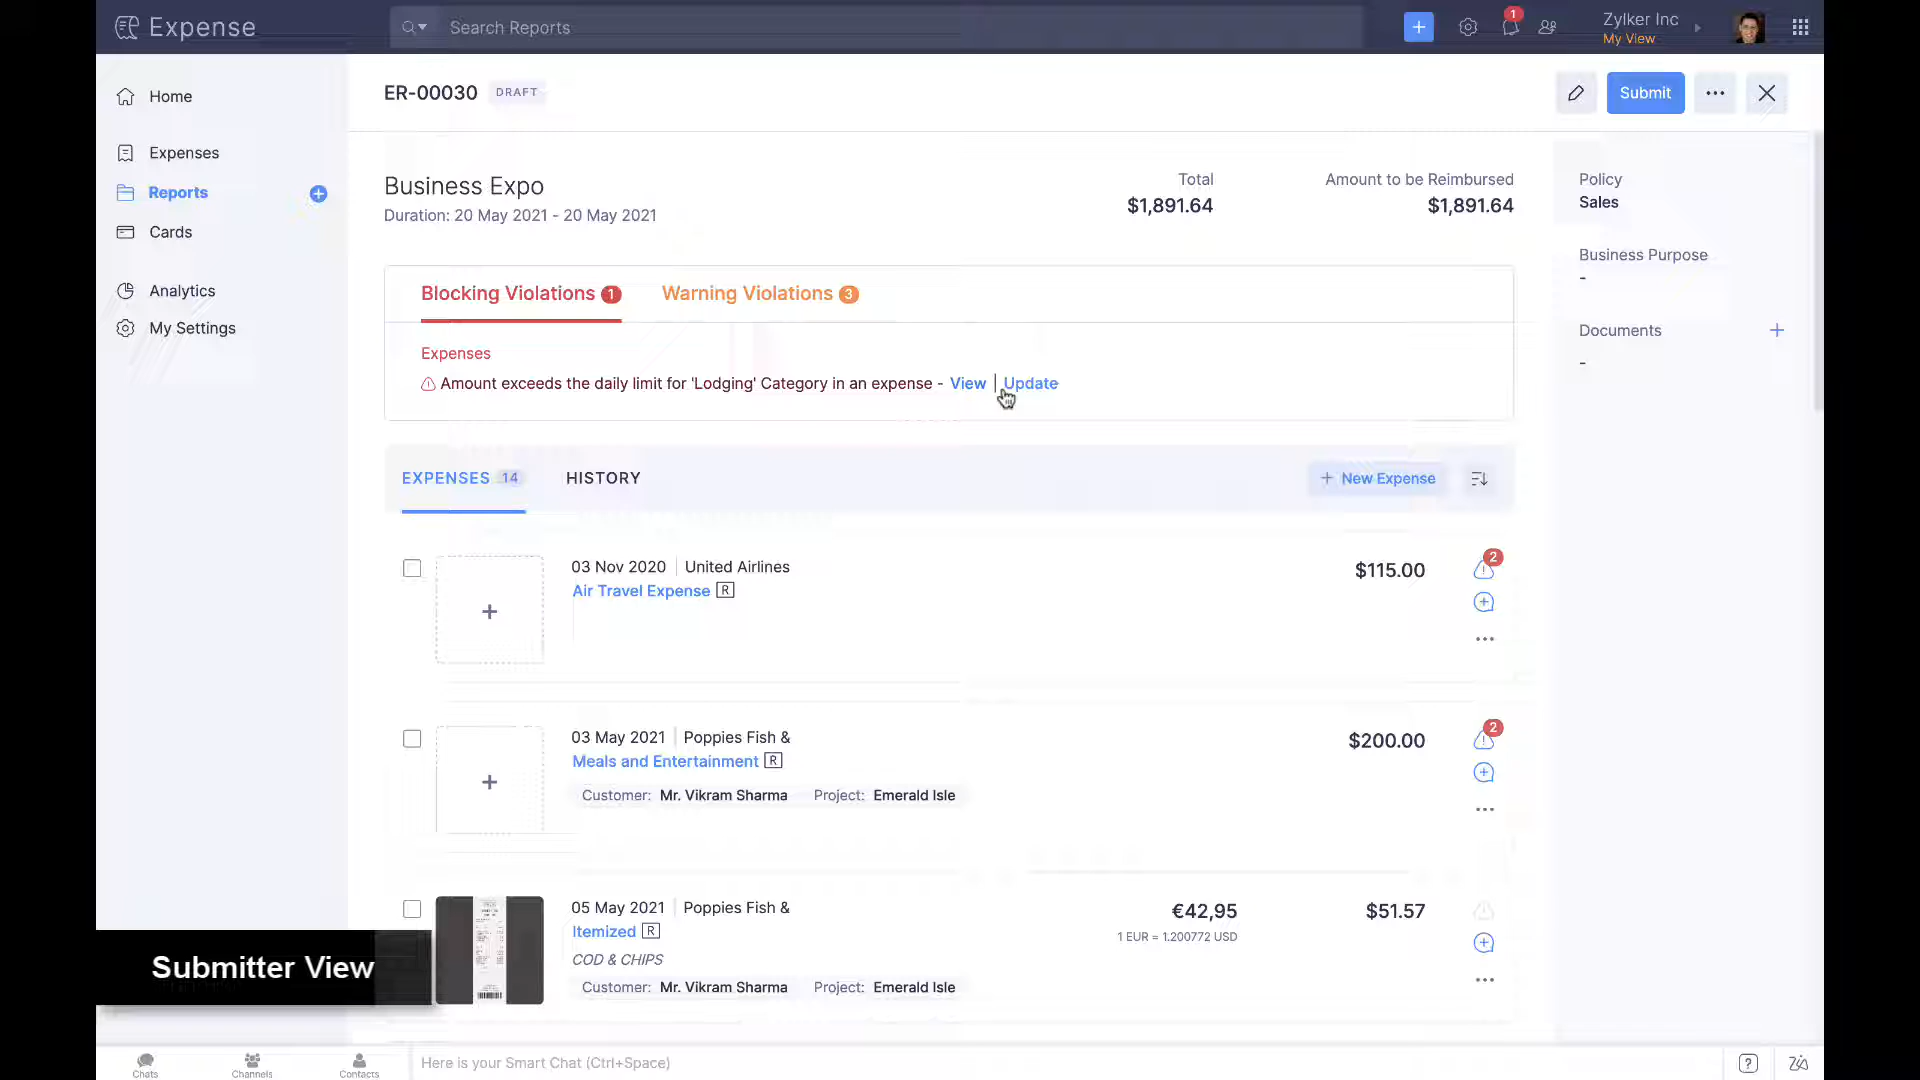 Expense
Search Reports
1
Zylker Inc
My View
Home
Expenses
Reports
Cards
Analytics
My Settings
ER-00030 DRAFT
Submit
Business Expo
Duration: 20 May 2021 - 20 May 2021
Total
$1,891.64
Amount to be Reimbursed
$1,891.64
Policy
Sales
Business Purpose
-
Documents +
-
Blocking Violations 1 Warning Violations 3
Expenses
Amount exceeds the daily limit for 'Lodging' Category in an expense - View | Update
EXPENSES 14 HISTORY + New Expense
03 Nov 2020 | United Airlines
Air Travel Expense R
$115.00
2
03 May 2021 | Poppies Fish &
Meals and Entertainment R
Customer: Mr. Vikram Sharma Project: Emerald Isle
$200.00
2
05 May 2021 | Poppies Fish &
Itemized R
COD & CHIPS
Customer: Mr. Vikram Sharma Project: Emerald Isle
€42,95
1 EUR = 1.200772 USD
$51.57
Submitter View
Chats Channels Contacts
Here is your Smart Chat (Ctrl+Space)
?